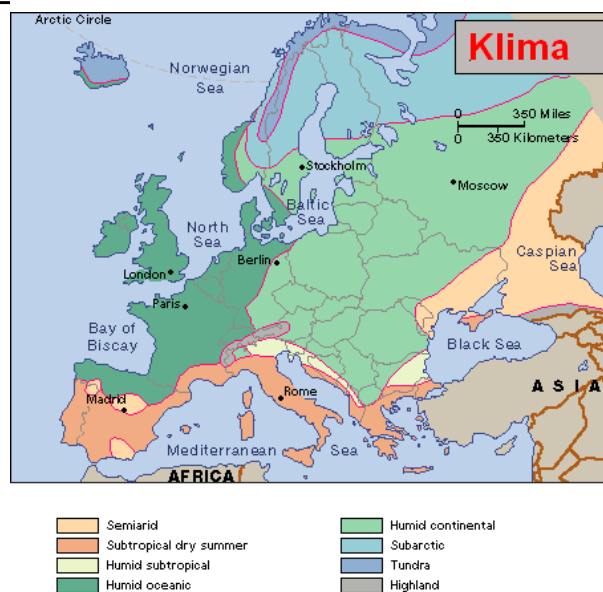 Arctic Circle
Klima
Norwegian
Sea
0 350 Miles
0 350 Kilometers
Stockholm
Moscow
Baltic
Sea
North
Sea
Berlin
Caspian
Sea
London
Paris
Bay of
Biscay
Black Sea
Rome
ASIA
Madrid
Mediterranean Sea
AFRICA
Semiarid
Subtropical dry summer
Humid subtropical
Humid oceanic
Humid continental
Subarctic
Tundra
Highland